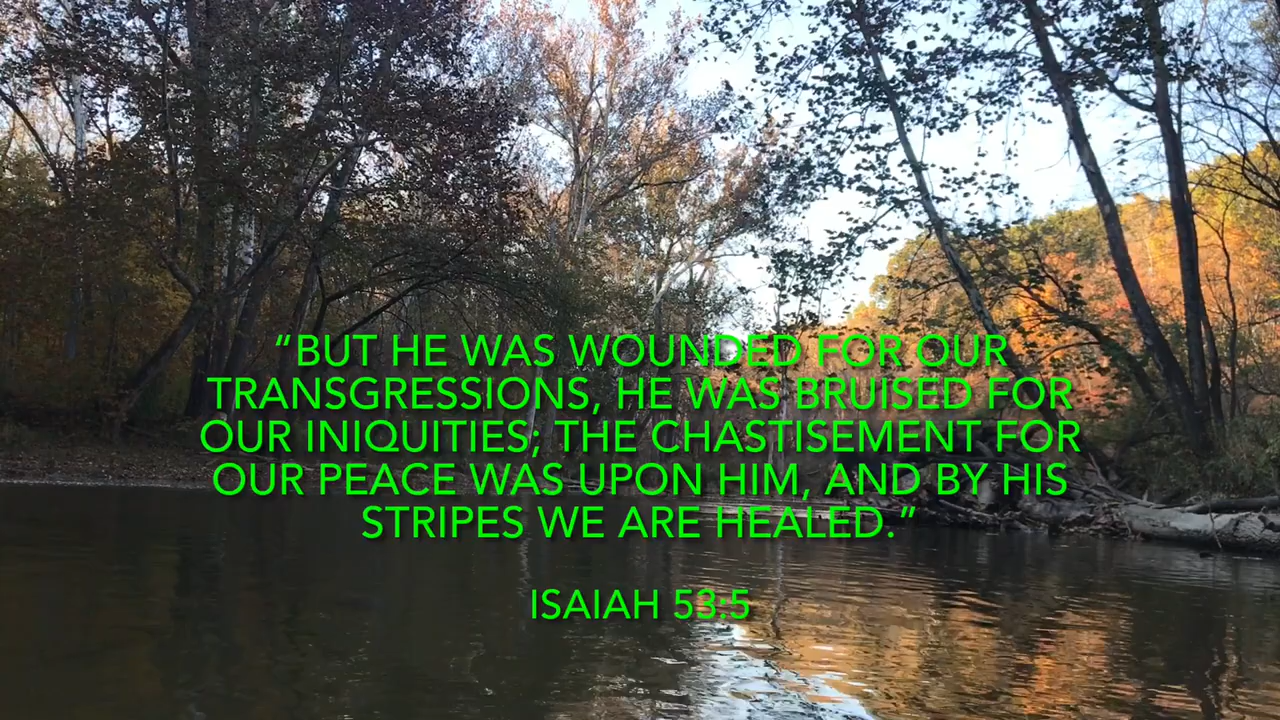 “BUT HE WAS WOUNDED FOR OUR
TRANSGRESSIONS, HE WAS BRUISED FOR
OUR INIQUITIES; THE CHASTISEMENT FOR
OUR PEACE WAS UPON HIM, AND BY HIS
STRIPES WE ARE HEALED.”
ISAIAH 53:5